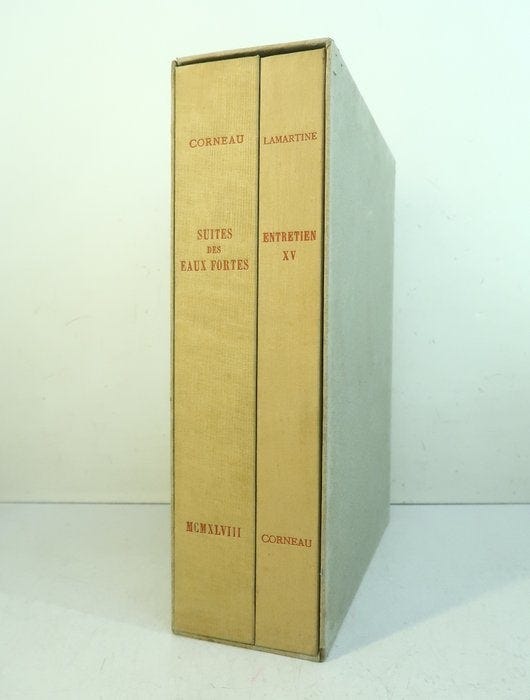 CORNEAU
SUITES
DES
EAUX FORTES
MCMXLVIII
LAMARTINE
ENTRETIEN
XV
CORNEAU